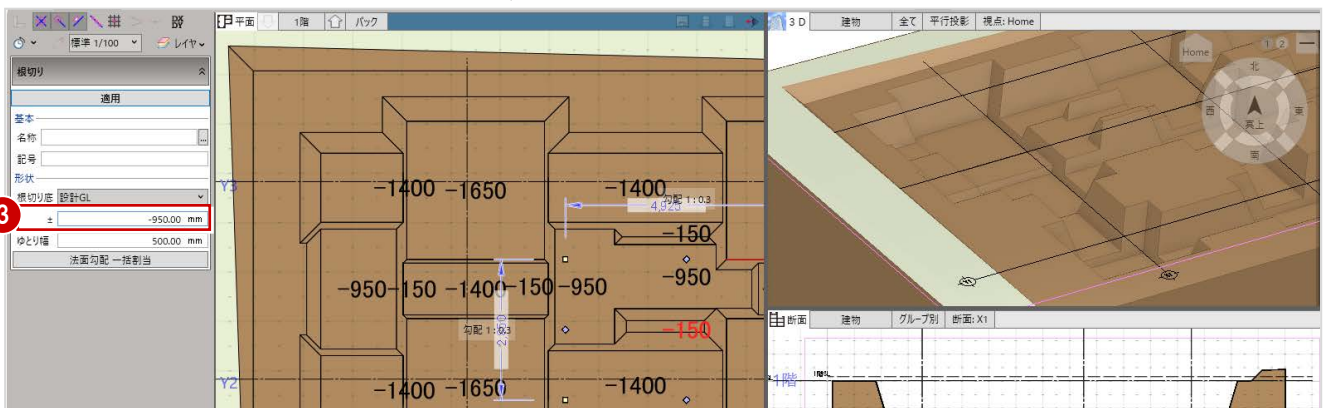 標準 1/100
レイヤ
根切り
適用
基本
名称
...
記号
形状
根切り底 設計GL
3
± -950.00 mm
ゆとり幅 500.00 mm
法面勾配 一括割当
平面 1階 バック
Y3
-1400 -1650 -1400
勾配 1:0.3
4,925
-150
-950
-950 -150 -1400 -150 -950
勾配 1:0.3
-150
Y2
-1400 -1650 -1400
3D 建物 全て 平行投影 視点: Home
Home
1 2
北
西 真上 東
南
断面 建物 グループ別 断面: X1
1階